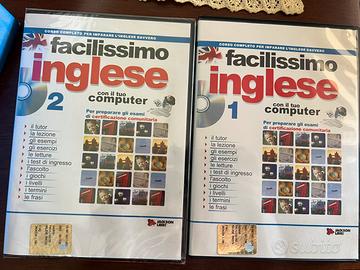 CORSO COMPLETO PER IMPARARE L'INGLESE DAVVERO
facilissimo
inglese
2
con il tuo
computer
Per preparare gli esami
di certificazione comunitaria
il tutor
la lezione
gli esempi
gli esercizi
le letture
i test di ingresso
l'ascolto
i giochi
i livelli
i termini
le frasi
JACKSON
LIBRI
CORSO COMPLETO PER IMPARARE L'INGLESE DAVVERO
facilissimo
inglese
1
con il tuo
computer
Per preparare gli esami
di certificazione comunitaria
il tutor
la lezione
gli esempi
gli esercizi
le letture
i test di ingresso
l'ascolto
i giochi
i livelli
i termini
le frasi
JACKSON
LIBRI
subito